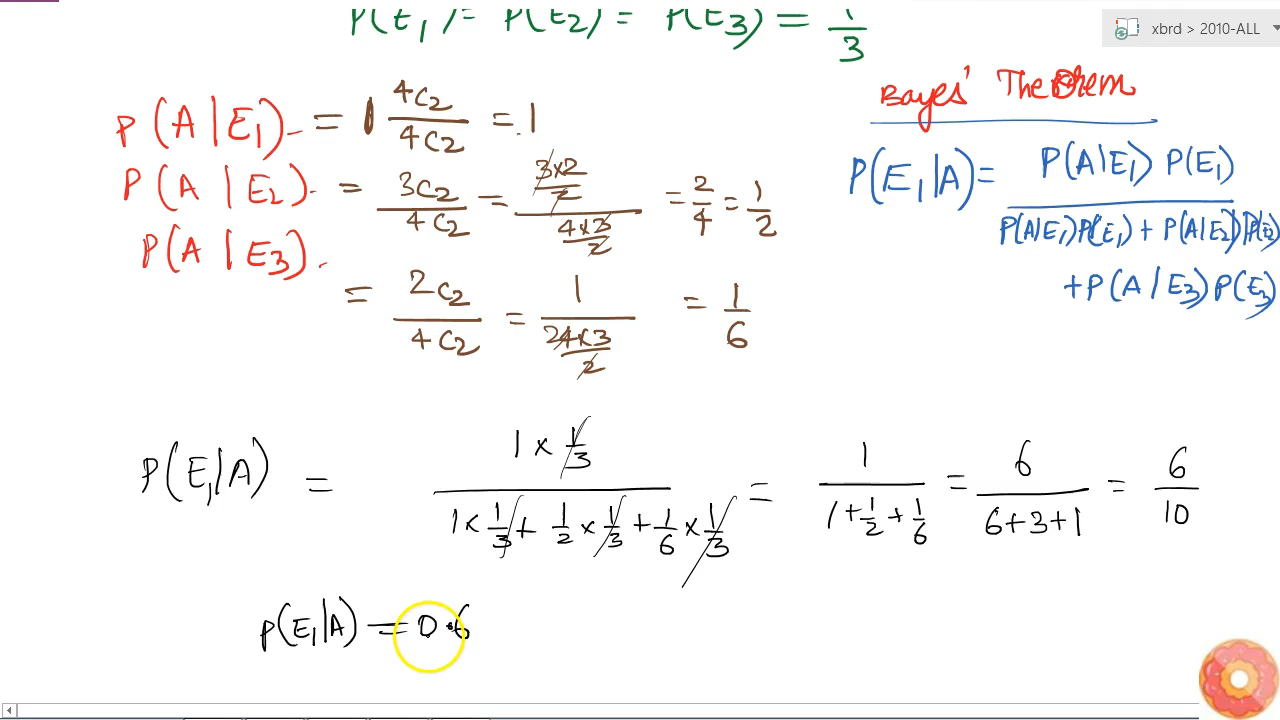 P(E1) = P(E2) = P(E3) = 1/3
xbrd > 2010-ALL
Bayes' Theorem
P(A|E1) = 4C2/4C2 = 1
P(A|E2) = 3C2/4C2 = (3×2/2)/(4×3/2) = 2/4 = 1/2
P(A|E3)
= 2C2/4C2 = 1/(24×3/2) = 1/6
P(E1|A) = P(A|E1) P(E1)
P(A|E1)P(E1) + P(A|E2)P(E2)
+ P(A|E3) P(E3)
P(E1|A) = (1 × 1/3)/(1 × 1/3 + 1/2 × 1/3 + 1/6 × 1/3) = 1/(1 + 1/2 + 1/6) = 6/(6+3+1) = 6/10
P(E1|A) = 0.6